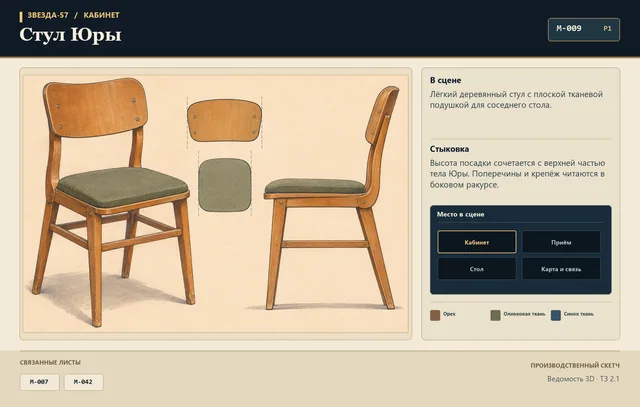 ЗВЕЗДА-57 / КАБИНЕТ
Стул Юры
M-009 P1
В сцене
Лёгкий деревянный стул с плоской тканевой
подушкой для соседнего стола.
Стыковка
Высота посадки сочетается с верхней частью
тела Юры. Поперечины и крепёж читаются в
боковом ракурсе.
Место в сцене
Кабинет
Приём
Стол
Карта и связь
Орех
Оливковая ткань
Синяя ткань
СВЯЗАННЫЕ ЛИСТЫ
M-007
M-042
ПРОИЗВОДСТВЕННЫЙ СКЕТЧ
Ведомость 3D · ТЗ 2.1